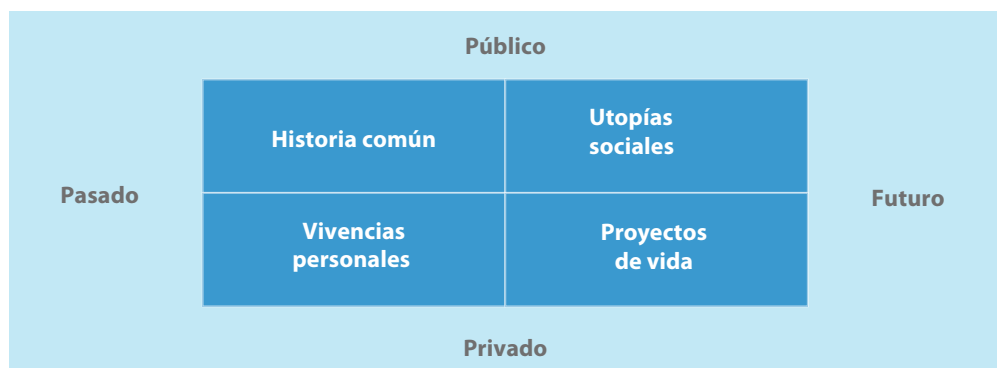 Público
Historia común
Utopías
sociales
Pasado
Futuro
Vivencias
personales
Proyectos
de vida
Privado